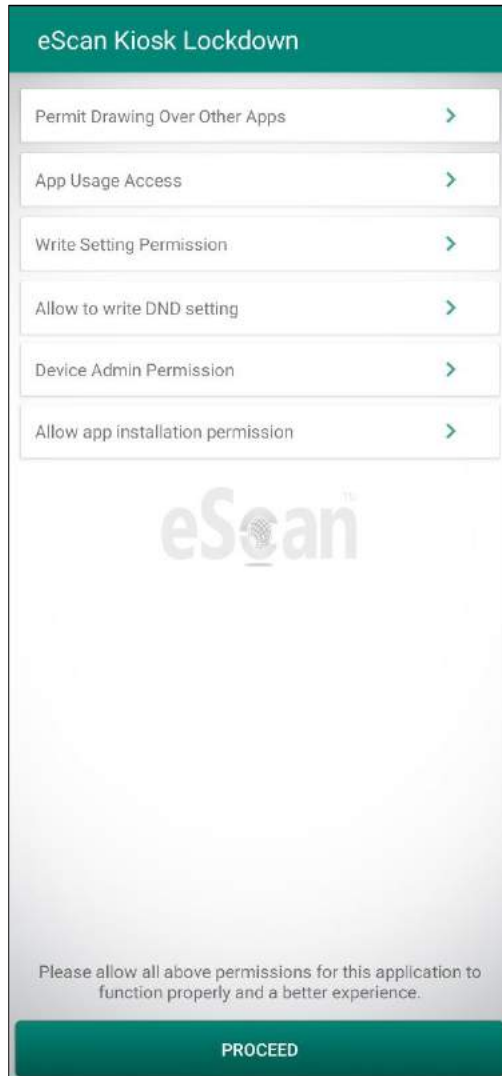 eScan Kiosk Lockdown
Permit Drawing Over Other Apps
App Usage Access
Write Setting Permission
Allow to write DND setting
Device Admin Permission
Allow app installation permission
eScan
Please allow all above permissions for this application to
function properly and a better experience.
PROCEED